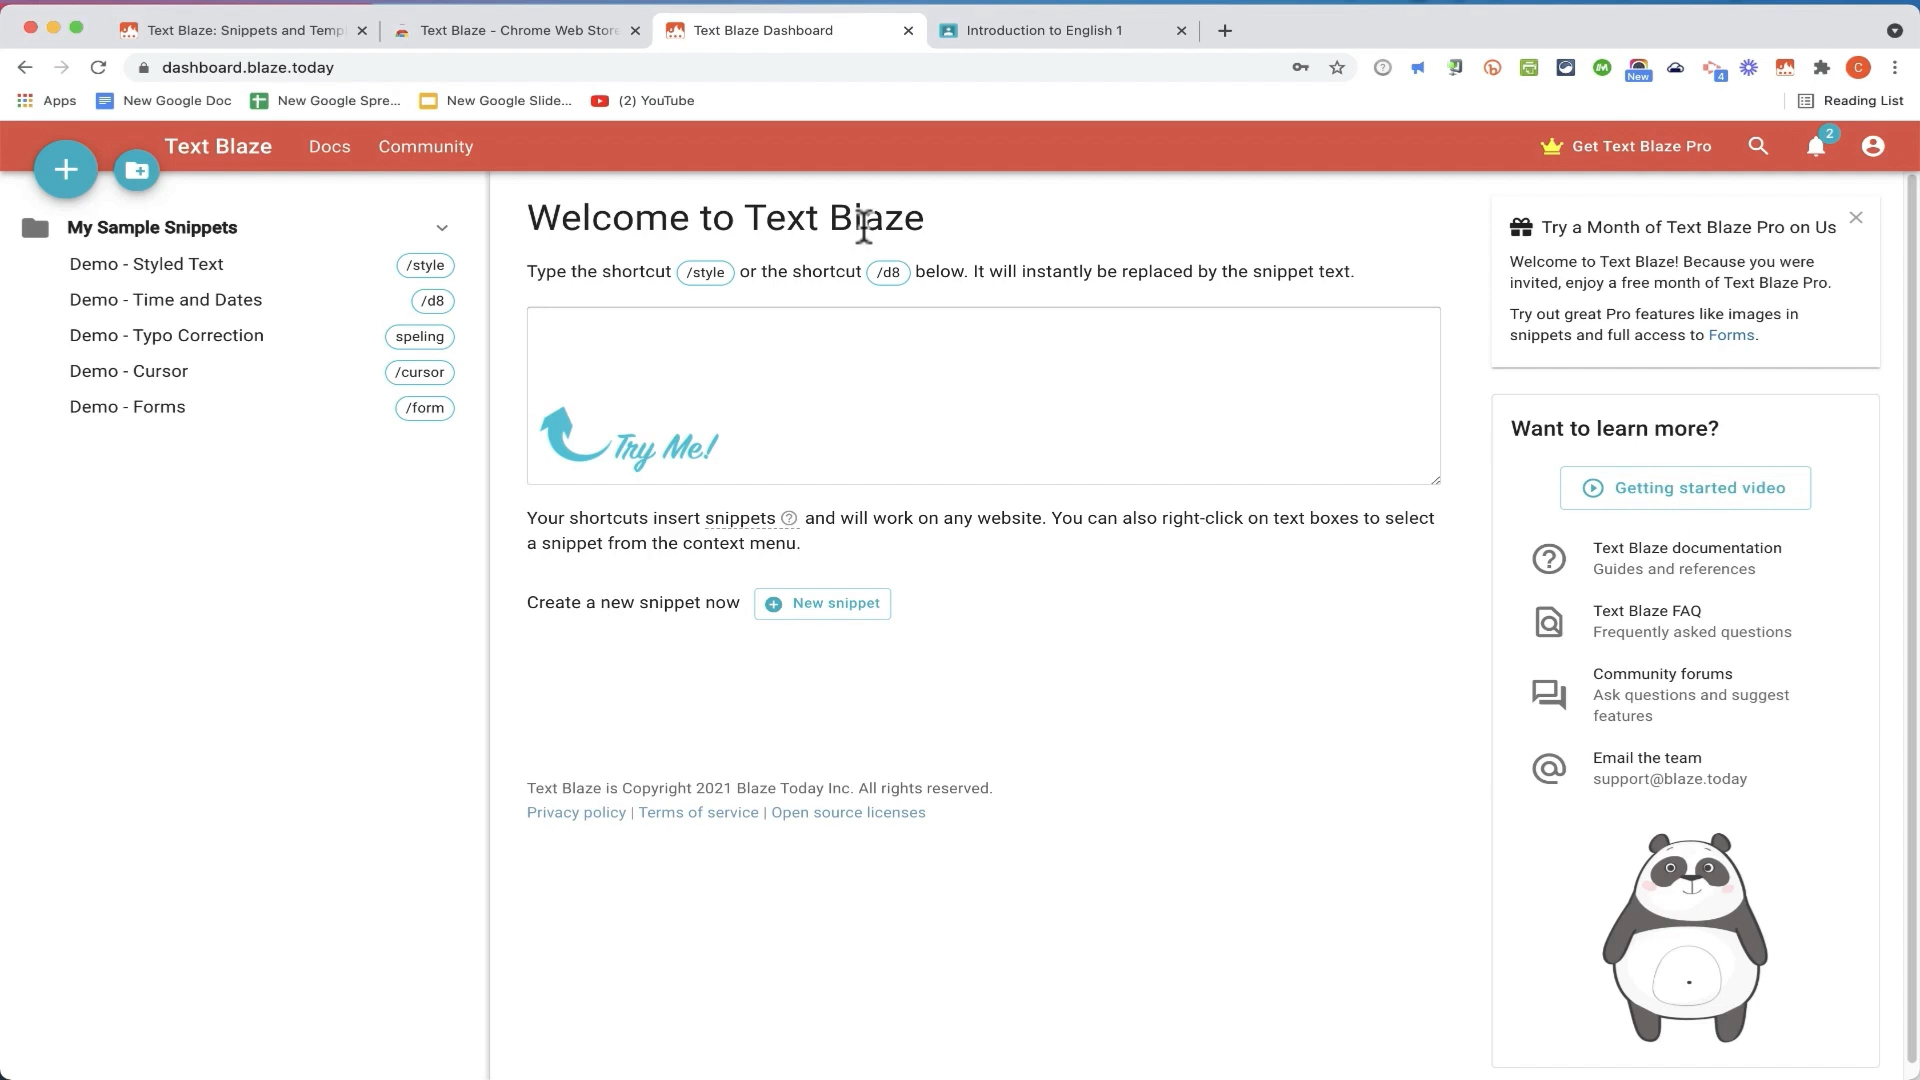 Text Blaze: Snippets and Temp
Text Blaze - Chrome Web Store
Text Blaze Dashboard
Introduction to English 1
dashboard.blaze.today
New
4
C
Apps
New Google Doc
New Google Spre...
New Google Slide...
(2) YouTube
Reading List
Text Blaze
Docs
Community
Get Text Blaze Pro
2
My Sample Snippets
Demo - Styled Text /style
Demo - Time and Dates /d8
Demo - Typo Correction speling
Demo - Cursor /cursor
Demo - Forms /form
Welcome to Text Blaze
Type the shortcut /style or the shortcut /d8 below. It will instantly be replaced by the snippet text.
Try Me!
Your shortcuts insert snippets ? and will work on any website. You can also right-click on text boxes to select
a snippet from the context menu.
Create a new snippet now New snippet
Text Blaze is Copyright 2021 Blaze Today Inc. All rights reserved.
Privacy policy | Terms of service | Open source licenses
Try a Month of Text Blaze Pro on Us
Welcome to Text Blaze! Because you were
invited, enjoy a free month of Text Blaze Pro.
Try out great Pro features like images in
snippets and full access to Forms.
Want to learn more?
Getting started video
Text Blaze documentation
Guides and references
Text Blaze FAQ
Frequently asked questions
Community forums
Ask questions and suggest
features
Email the team
support@blaze.today